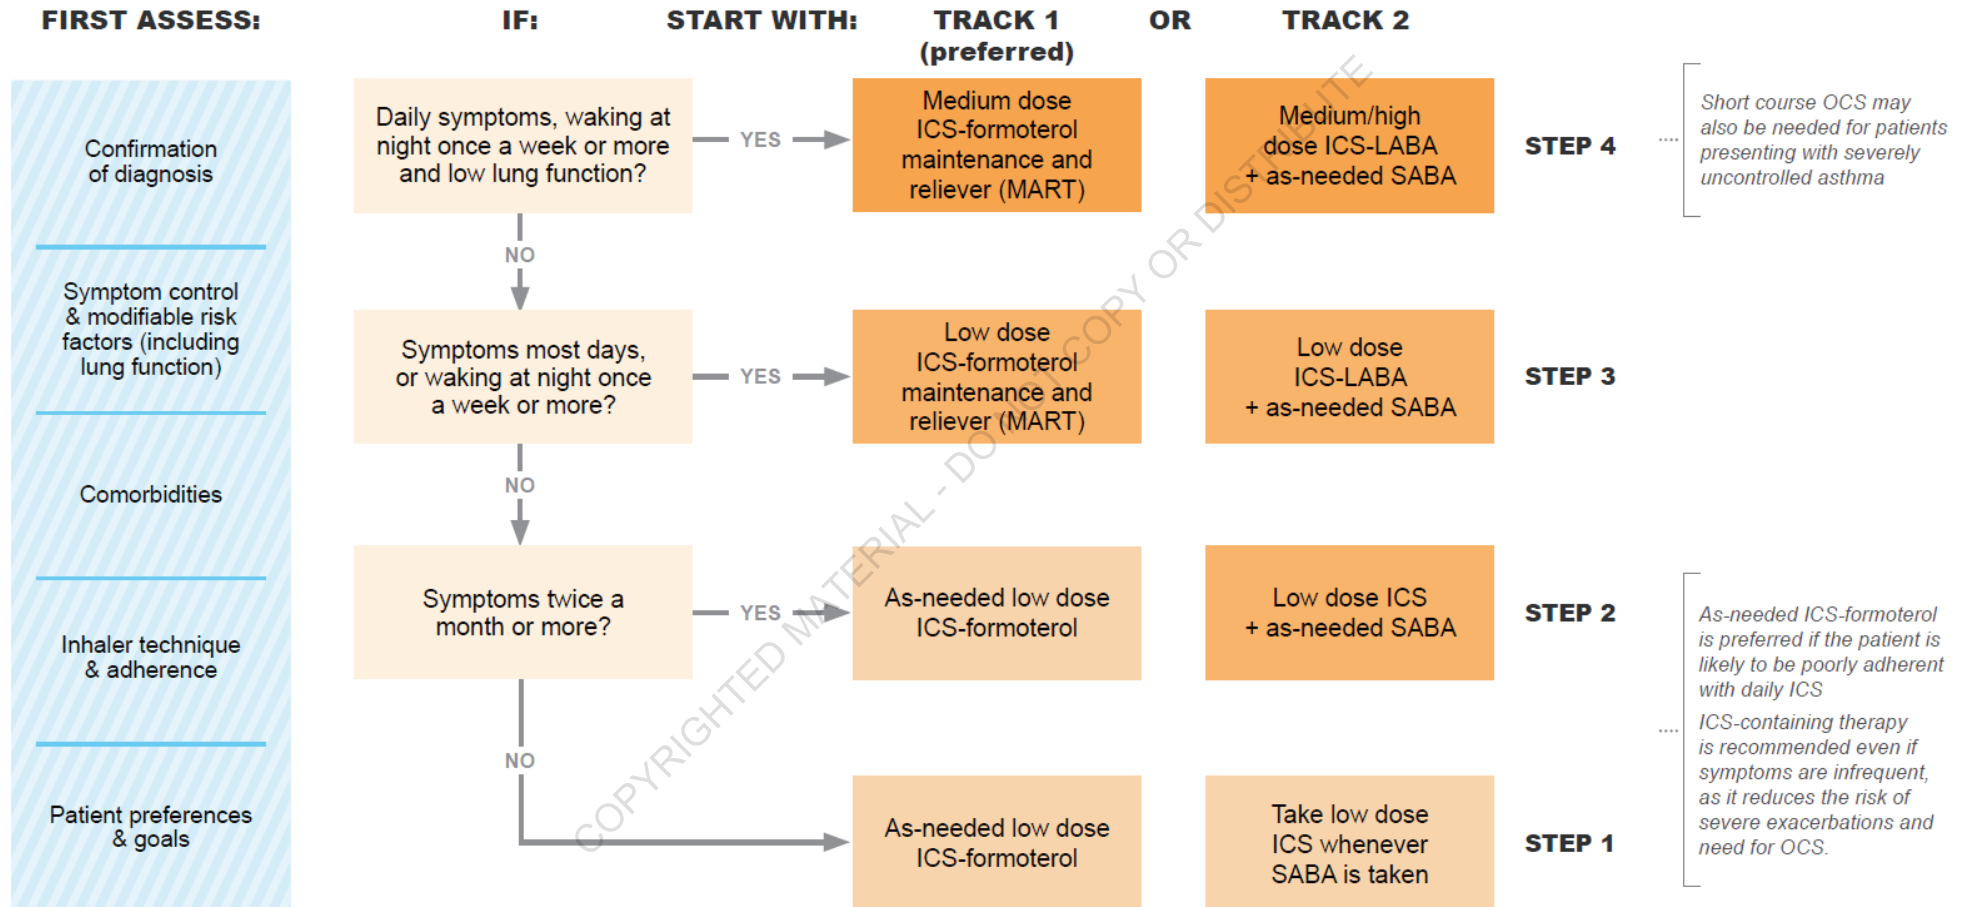 FIRST ASSESS:
IF:
START WITH:
TRACK 1
(preferred)
OR
TRACK 2
Confirmation
of diagnosis
Symptom control
& modifiable risk
factors (including
lung function)
Comorbidities
Inhaler technique
& adherence
Patient preferences
& goals
Daily symptoms, waking at
night once a week or more
and low lung function?
YES
Medium dose
ICS-formoterol
maintenance and
reliever (MART)
Medium/high
dose ICS-LABA
+ as-needed SABA
STEP 4
Short course OCS may
also be needed for patients
presenting with severely
uncontrolled asthma
NO
Symptoms most days,
or waking at night once
a week or more?
YES
Low dose
ICS-formoterol
maintenance and
reliever (MART)
Low dose
ICS-LABA
+ as-needed SABA
STEP 3
NO
Symptoms twice a
month or more?
YES
As-needed low dose
ICS-formoterol
Low dose ICS
+ as-needed SABA
STEP 2
NO
As-needed low dose
ICS-formoterol
Take low dose
ICS whenever
SABA is taken
STEP 1
As-needed ICS-formoterol
is preferred if the patient is
likely to be poorly adherent
with daily ICS
ICS-containing therapy
is recommended even if
symptoms are infrequent,
as it reduces the risk of
severe exacerbations and
need for OCS.
COPYRIGHTED MATERIAL - DO NOT COPY OR DISTRIBUTE